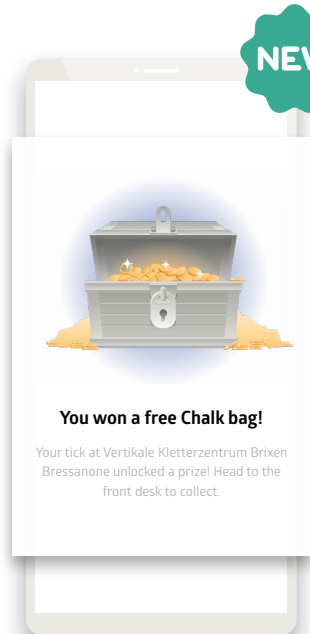 You won a free Chalk bag!
Your tick at Vertikale Kletterzentrum Brixen
Bressanone unlocked a prize! Head to the
front desk to collect.